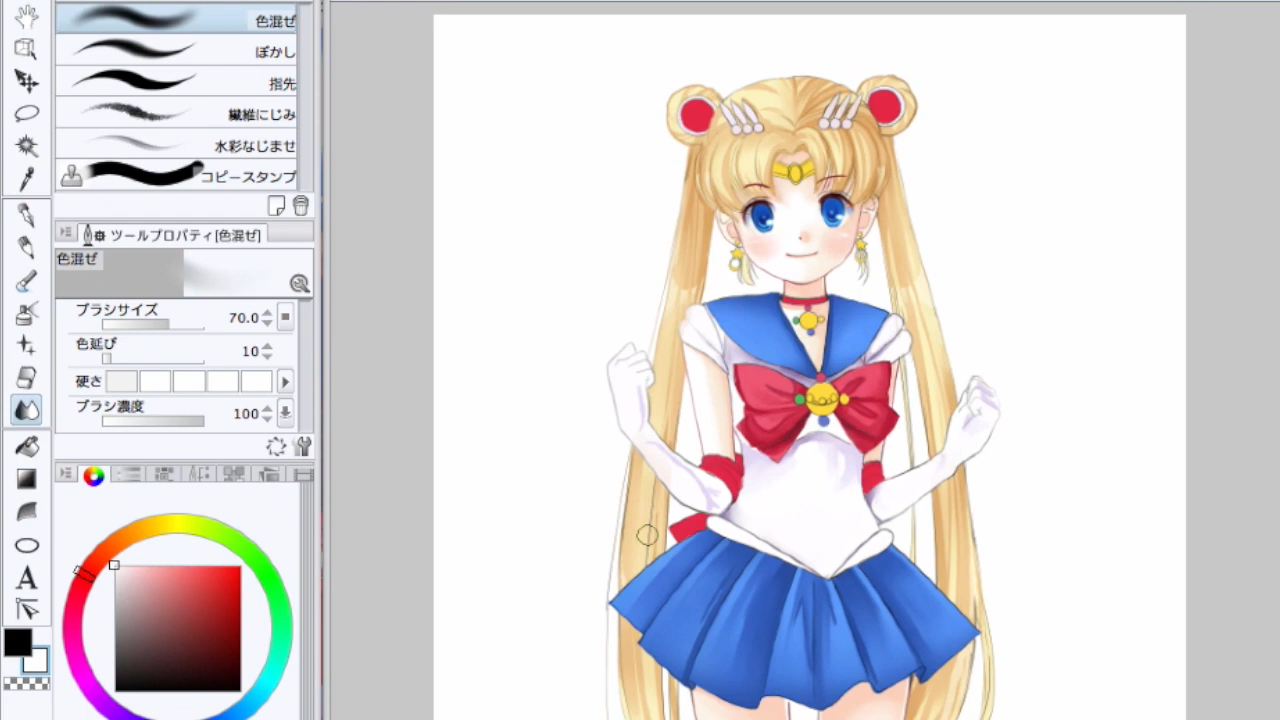 色混ぜ
ぼかし
指先
繊維にじみ
水彩なじませ
コピースタンプ
ツールプロパティ[色混ぜ]
色混ぜ
ブラシサイズ 70.0
色延び 10
硬さ
ブラシ濃度 100
A